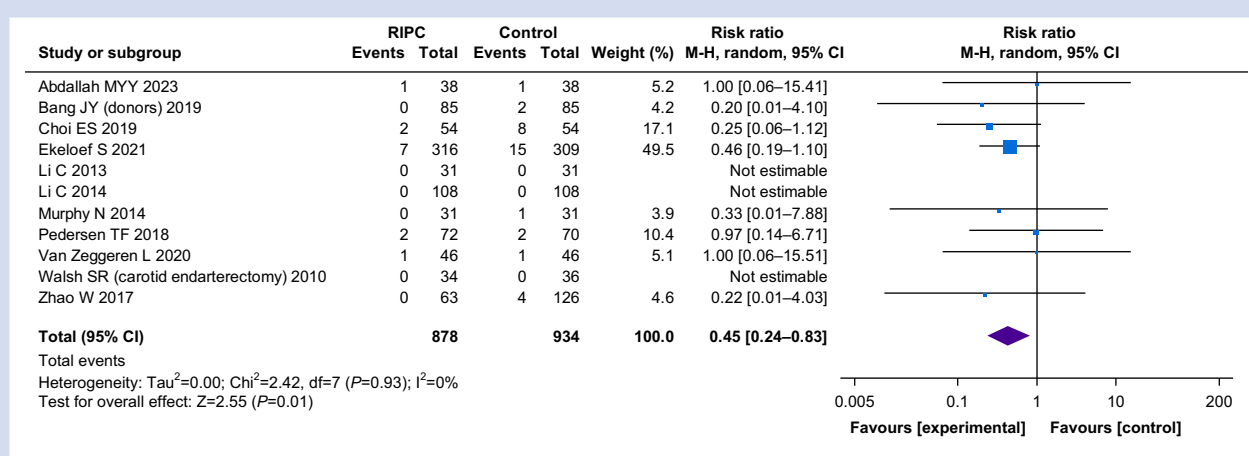 RIPC Control Risk ratio Risk ratio
Study or subgroup Events Total Events Total Weight (%) M-H, random, 95% CI M-H, random, 95% CI
Abdallah MYY 2023 1 38 1 38 5.2 1.00 [0.06–15.41]
Bang JY (donors) 2019 0 85 2 85 4.2 0.20 [0.01–4.10]
Choi ES 2019 2 54 8 54 17.1 0.25 [0.06–1.12]
Ekeloef S 2021 7 316 15 309 49.5 0.46 [0.19–1.10]
Li C 2013 0 31 0 31 Not estimable
Li C 2014 0 108 0 108 Not estimable
Murphy N 2014 0 31 1 31 3.9 0.33 [0.01–7.88]
Pedersen TF 2018 2 72 2 70 10.4 0.97 [0.14–6.71]
Van Zeggeren L 2020 1 46 1 46 5.1 1.00 [0.06–15.51]
Walsh SR (carotid endarterectomy) 2010 0 34 0 36 Not estimable
Zhao W 2017 0 63 4 126 4.6 0.22 [0.01–4.03]
Total (95% CI) 878 934 100.0 0.45 [0.24–0.83]
Total events
Heterogeneity: Tau²=0.00; Chi²=2.42, df=7 (P=0.93); I²=0%
Test for overall effect: Z=2.55 (P=0.01)
0.005 0.1 1 10 200
Favours [experimental] Favours [control]